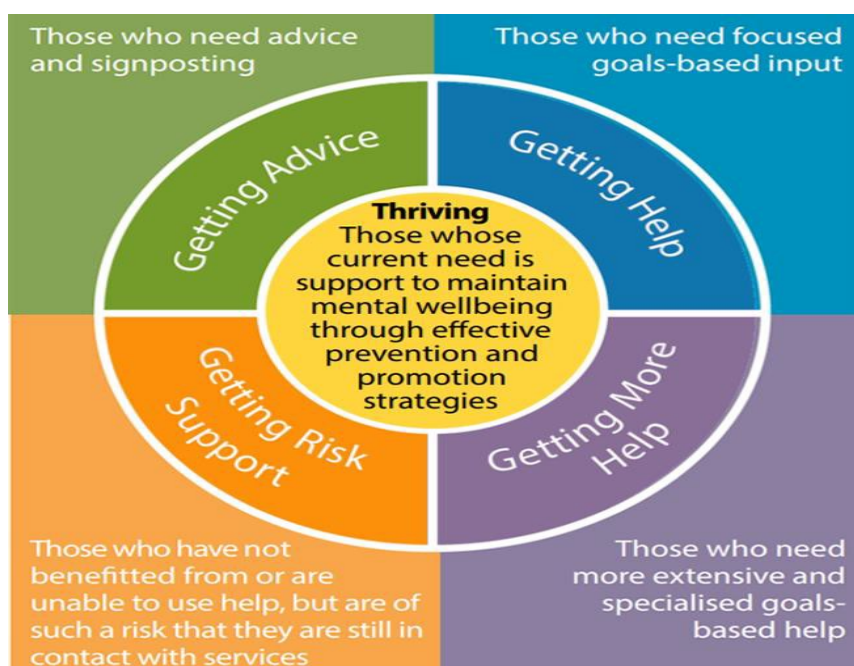 Those who need advice
and signposting
Those who need focused
goals-based input
Getting Advice
Getting Help
Thriving
Those whose
current need is
support to maintain
mental wellbeing
through effective
prevention and
promotion
strategies
Getting Risk
Support
Getting More
Help
Those who have not
benefitted from or are
unable to use help, but are of
such a risk that they are still in
contact with services
Those who need
more extensive and
specialised goals-
based help